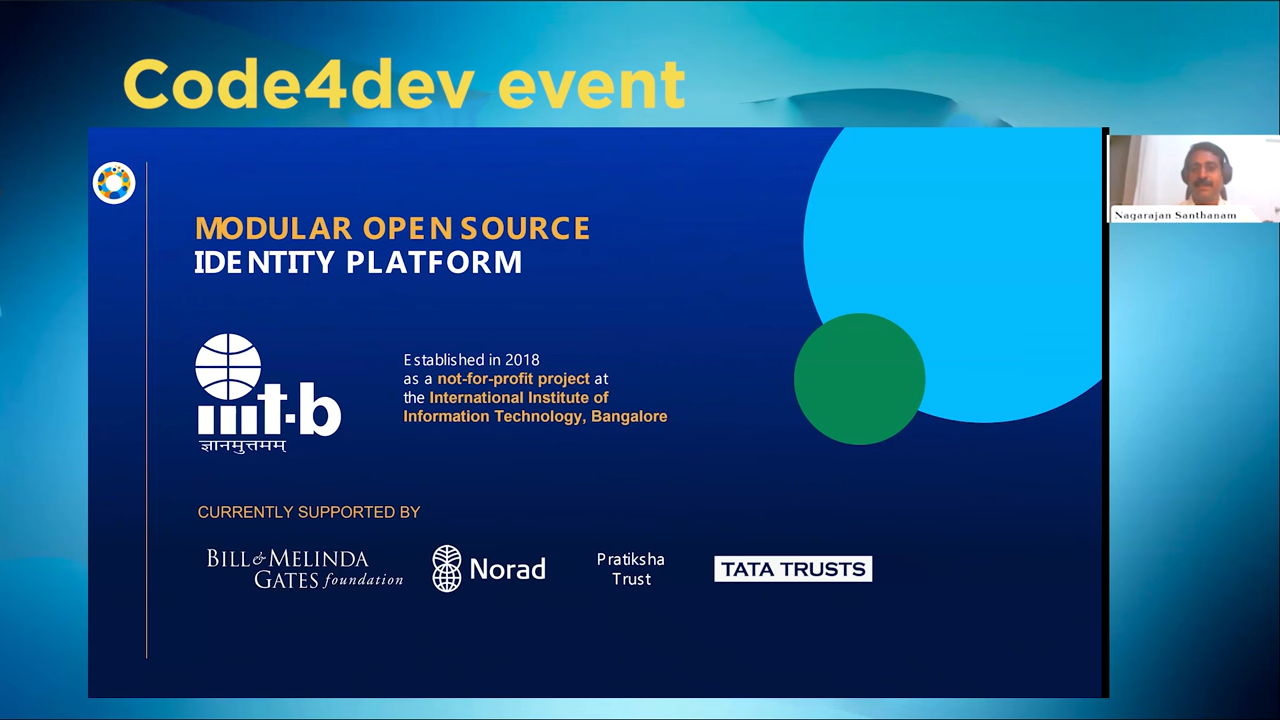 Code4dev event
Nagarajan Santhanam
MODULAR OPEN SOURCE
IDENTITY PLATFORM
iiit-b
ज्ञानमुत्तमम्
Established in 2018
as a not-for-profit project at
the International Institute of
Information Technology, Bangalore
CURRENTLY SUPPORTED BY
BILL & MELINDA
GATES foundation
Norad
Pratiksha
Trust
TATA TRUSTS